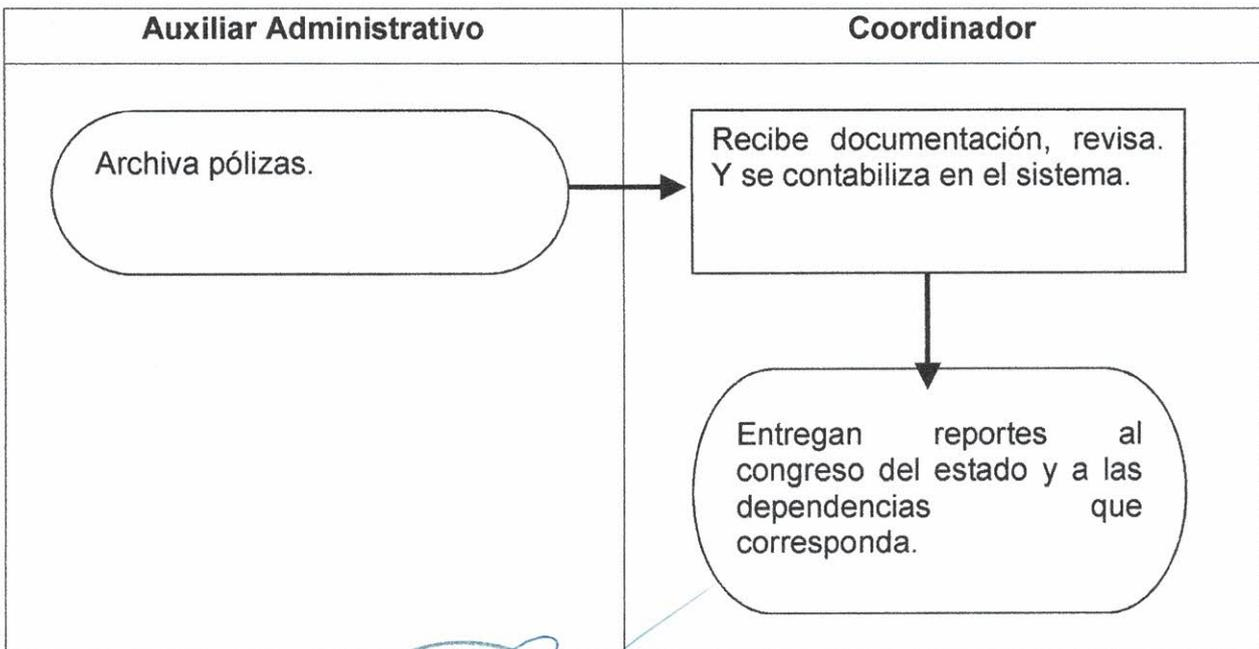 Auxiliar Administrativo
Coordinador
Archiva pólizas.
Recibe documentación, revisa.
Y se contabiliza en el sistema.
Entregan reportes al
congreso del estado y a las
dependencias que
corresponda.